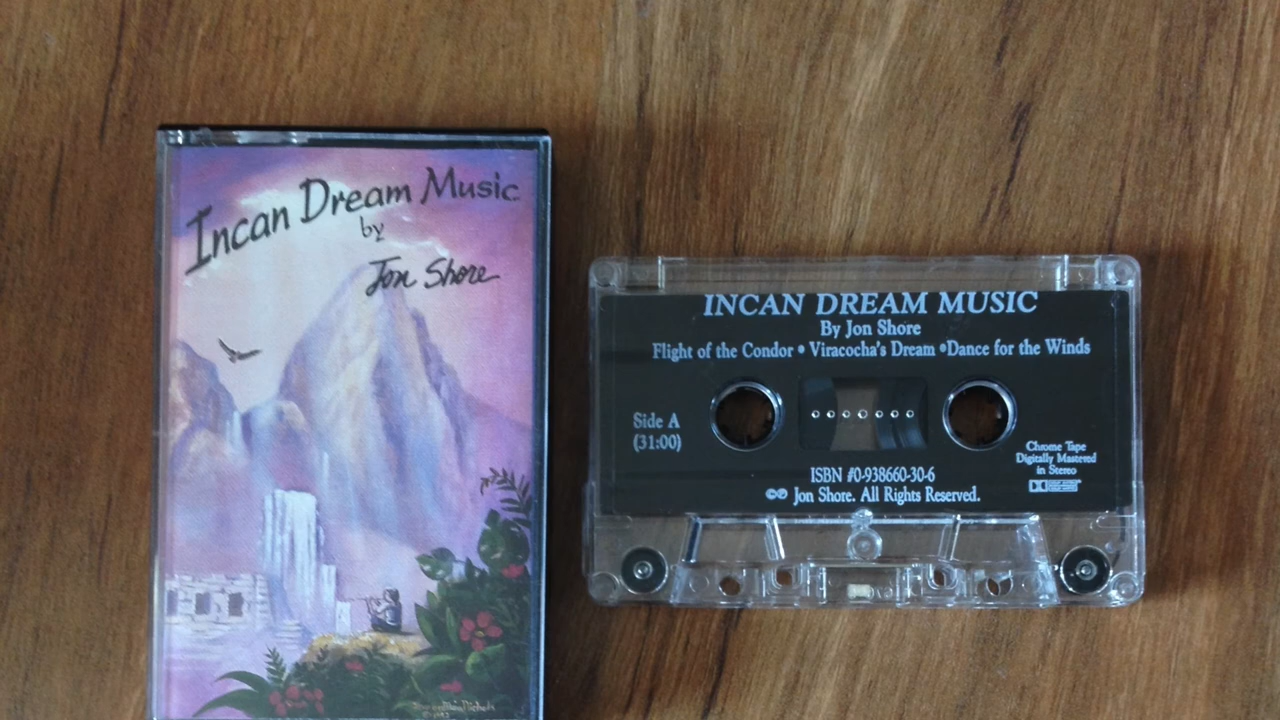 Incan Dream Music
by
Jon Shore
INCAN DREAM MUSIC
By Jon Shore
Flight of the Condor • Viracocha's Dream • Dance for the Winds
Side A
(31:00)
Chrome Tape
Digitally Mastered
in Stereo
ISBN #0-938660-30-6
©℗ Jon Shore. All Rights Reserved.